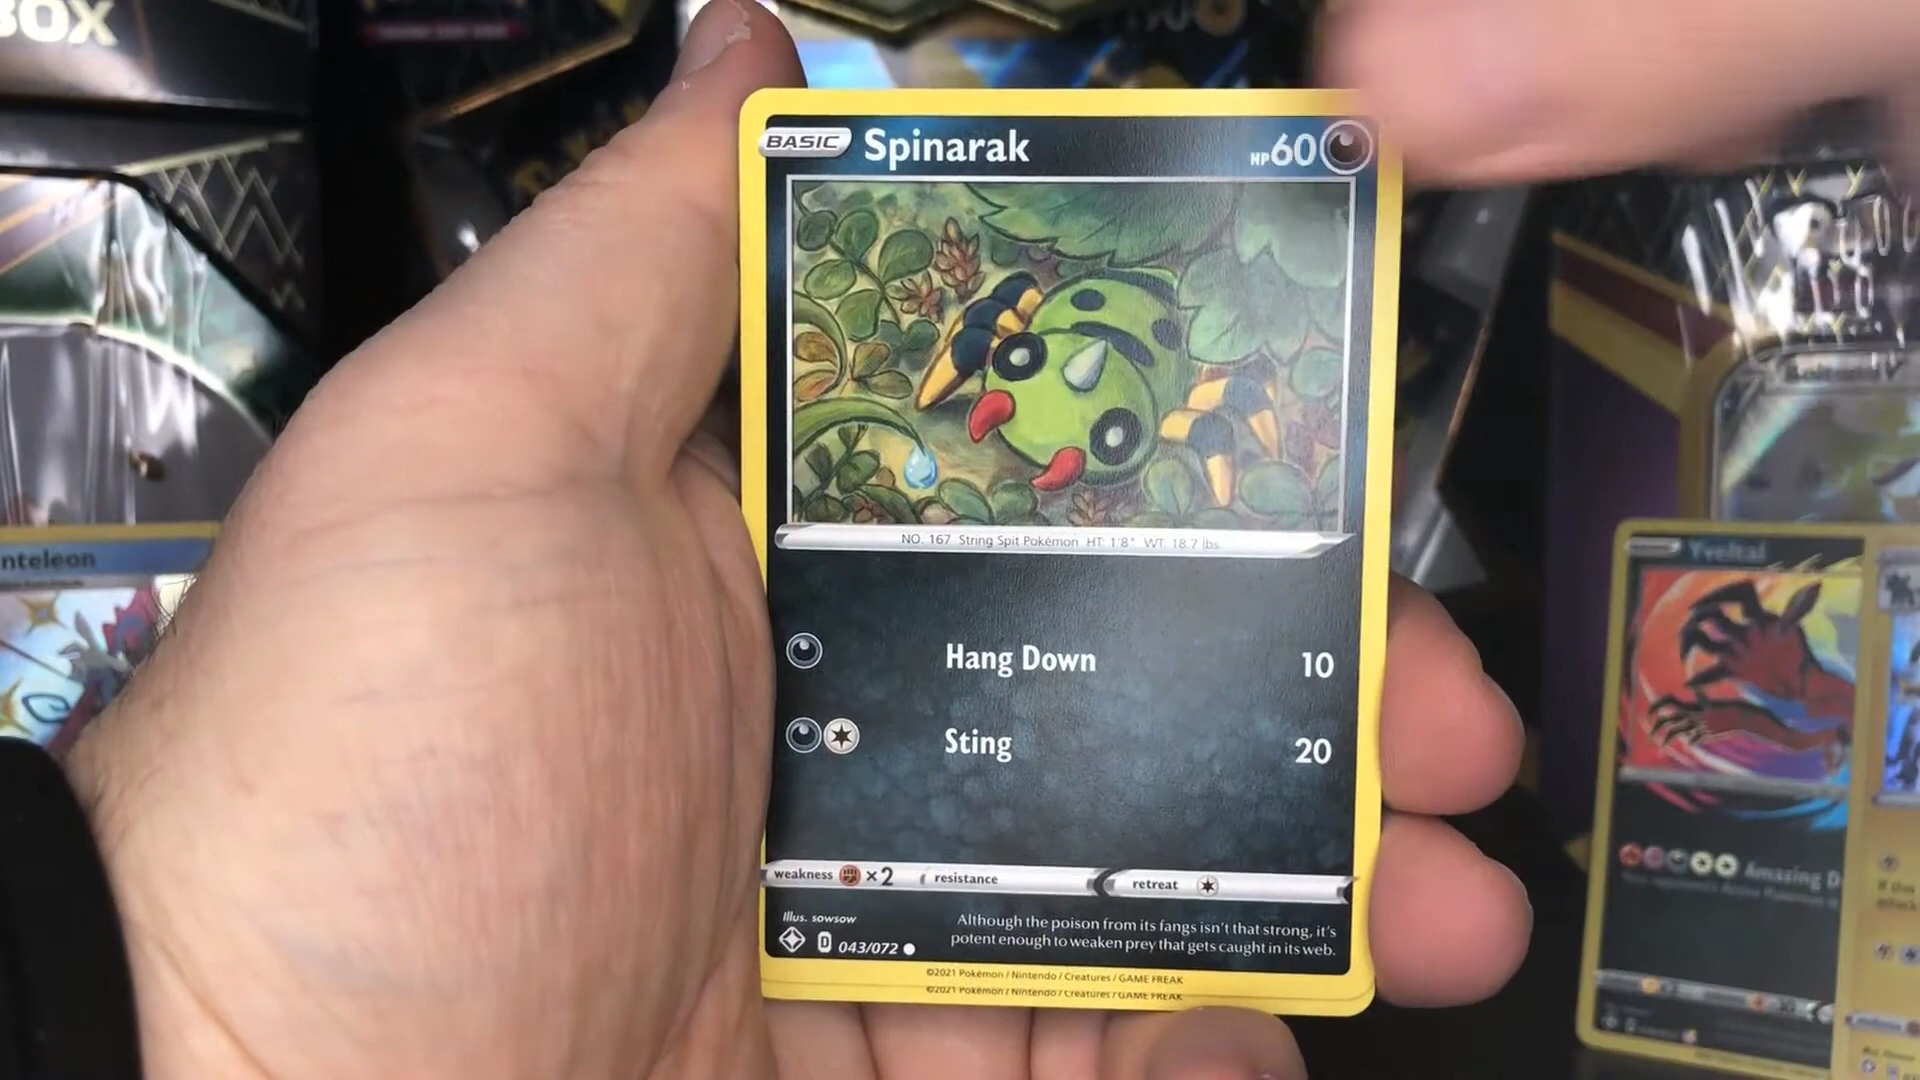 BOX
BASIC Spinarak HP60
NO. 167 String Spit Pokémon HT: 1'8" WT: 18.7 lbs.
Hang Down 10
Sting 20
weakness ×2 resistance retreat
Illus. sowsow
D 043/072
Although the poison from its fangs isn't that strong, it's
potent enough to weaken prey that gets caught in its web.
©2021 Pokémon / Nintendo / Creatures / GAME FREAK
©2021 Pokémon / Nintendo / Creatures / GAME FREAK
nteleon
Yveltal
Amazing D